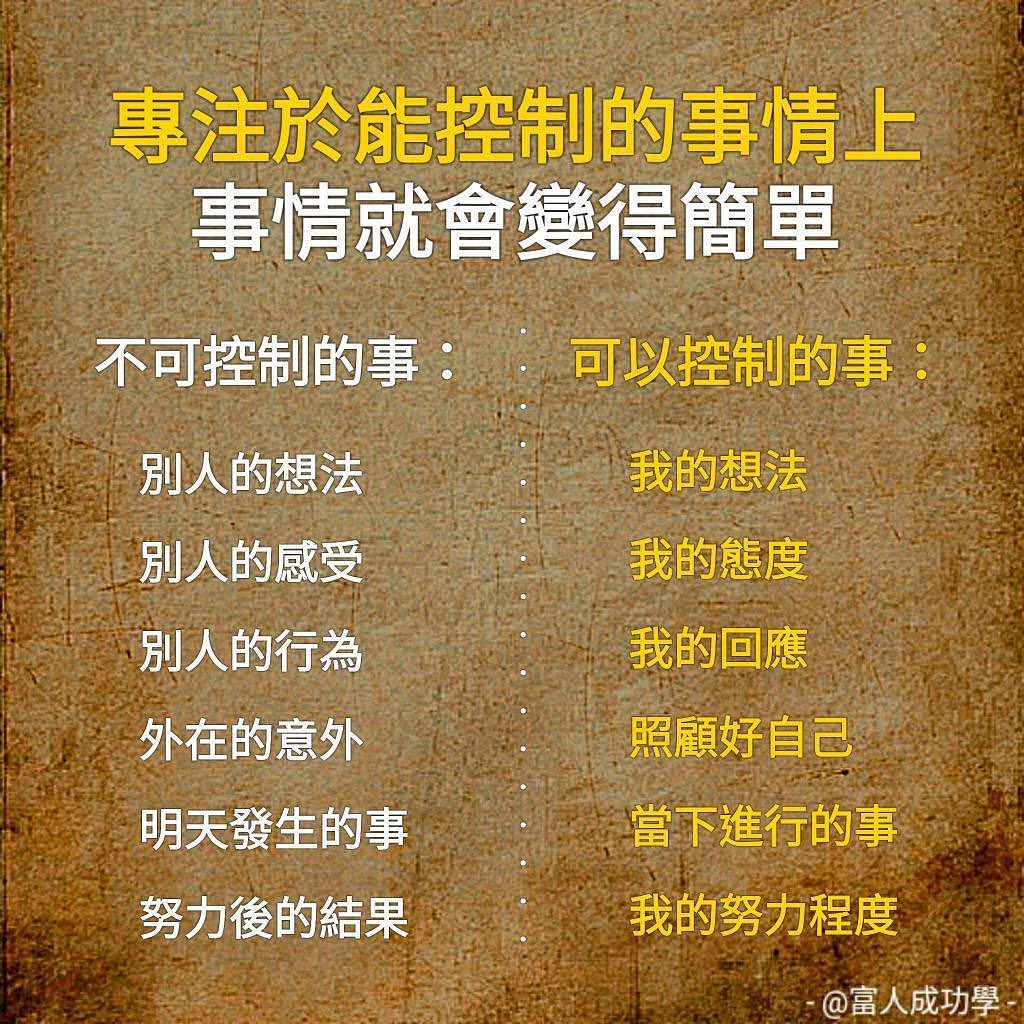 專注於能控制的事情上
事情就會變得簡單
不可控制的事：
別人的想法
別人的感受
別人的行為
外在的意外
明天發生的事
努力後的結果
可以控制的事：
我的想法
我的態度
我的回應
照顧好自己
當下進行的事
我的努力程度
- @富人成功學 -